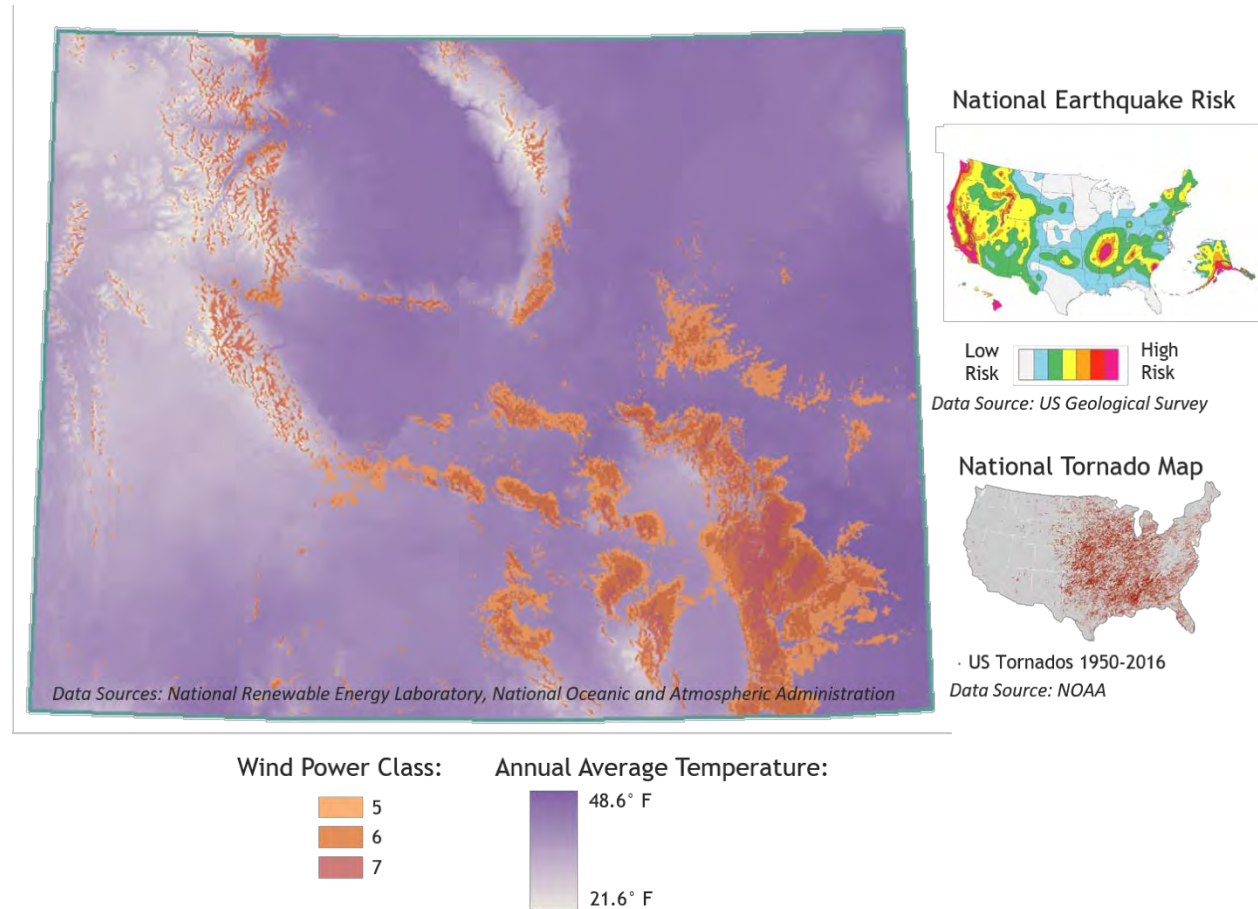 National Earthquake Risk
Low
Risk
High
Risk
Data Source: US Geological Survey
National Tornado Map
· US Tornados 1950-2016
Data Source: NOAA
Data Sources: National Renewable Energy Laboratory, National Oceanic and Atmospheric Administration
Wind Power Class:
5
6
7
Annual Average Temperature:
48.6° F
21.6° F